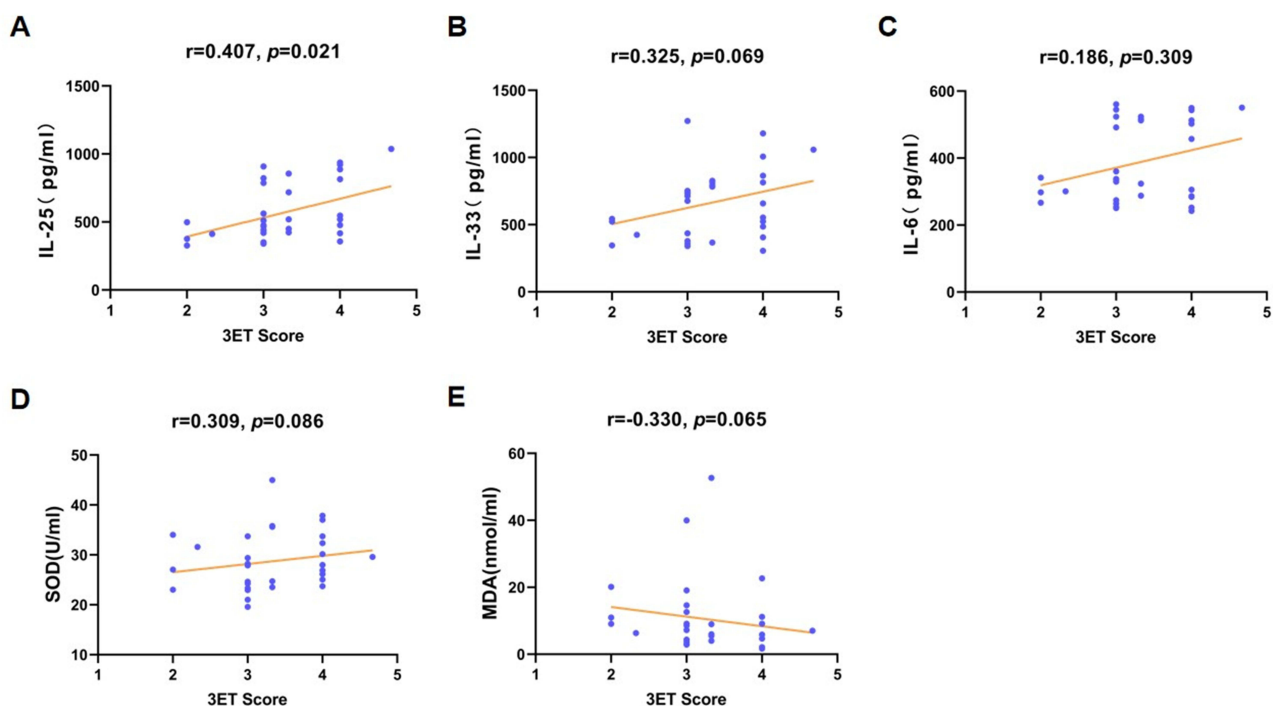 A
r=0.407, p=0.021
IL-25( pg/ml)
1500
1000
500
0
1 2 3 4 5
3ET Score
B
r=0.325, p=0.069
IL-33( pg/ml)
1500
1000
500
0
1 2 3 4 5
3ET Score
C
r=0.186, p=0.309
IL-6( pg/ml)
600
400
200
0
1 2 3 4 5
3ET Score
D
r=0.309, p=0.086
SOD(U/ml)
50
40
30
20
10
1 2 3 4 5
3ET Score
E
r=-0.330, p=0.065
MDA(nmol/ml)
60
40
20
0
1 2 3 4 5
3ET Score